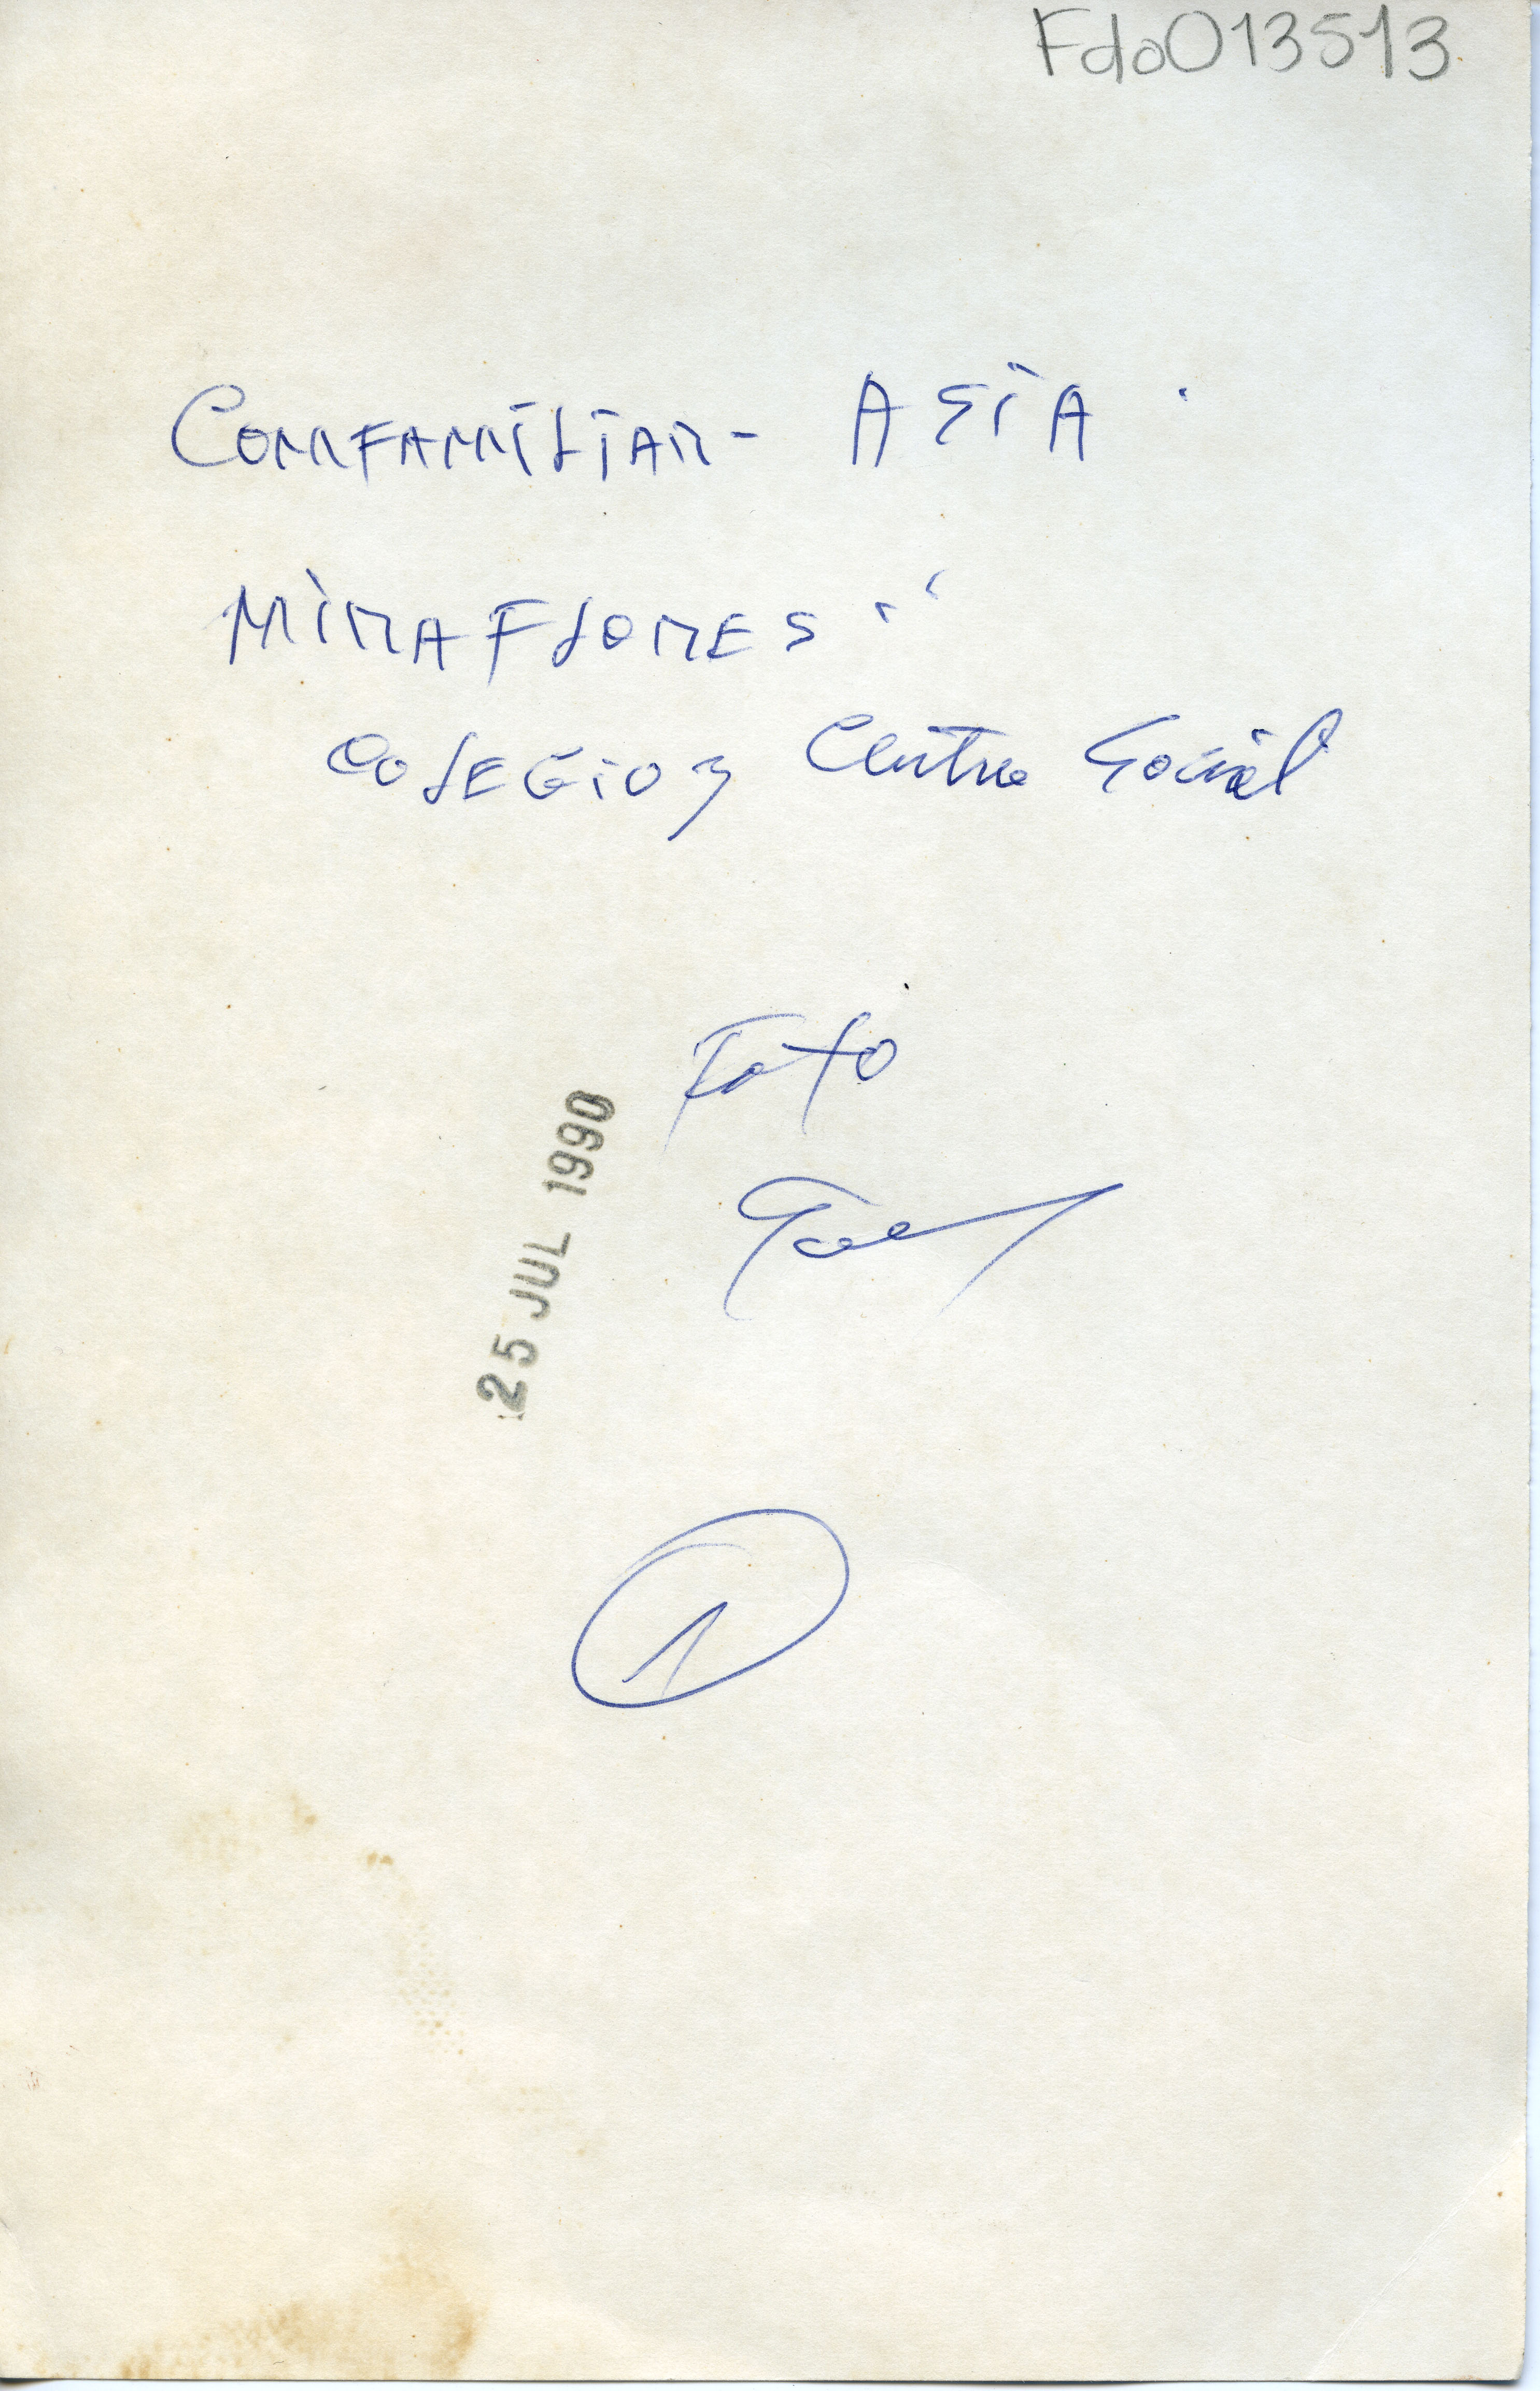 Fdo013513
COMFAMILIAR - ASIA.
MIRAFLORES..
COLEGIO y Centro Social
Foto
25 JUL 1990
1